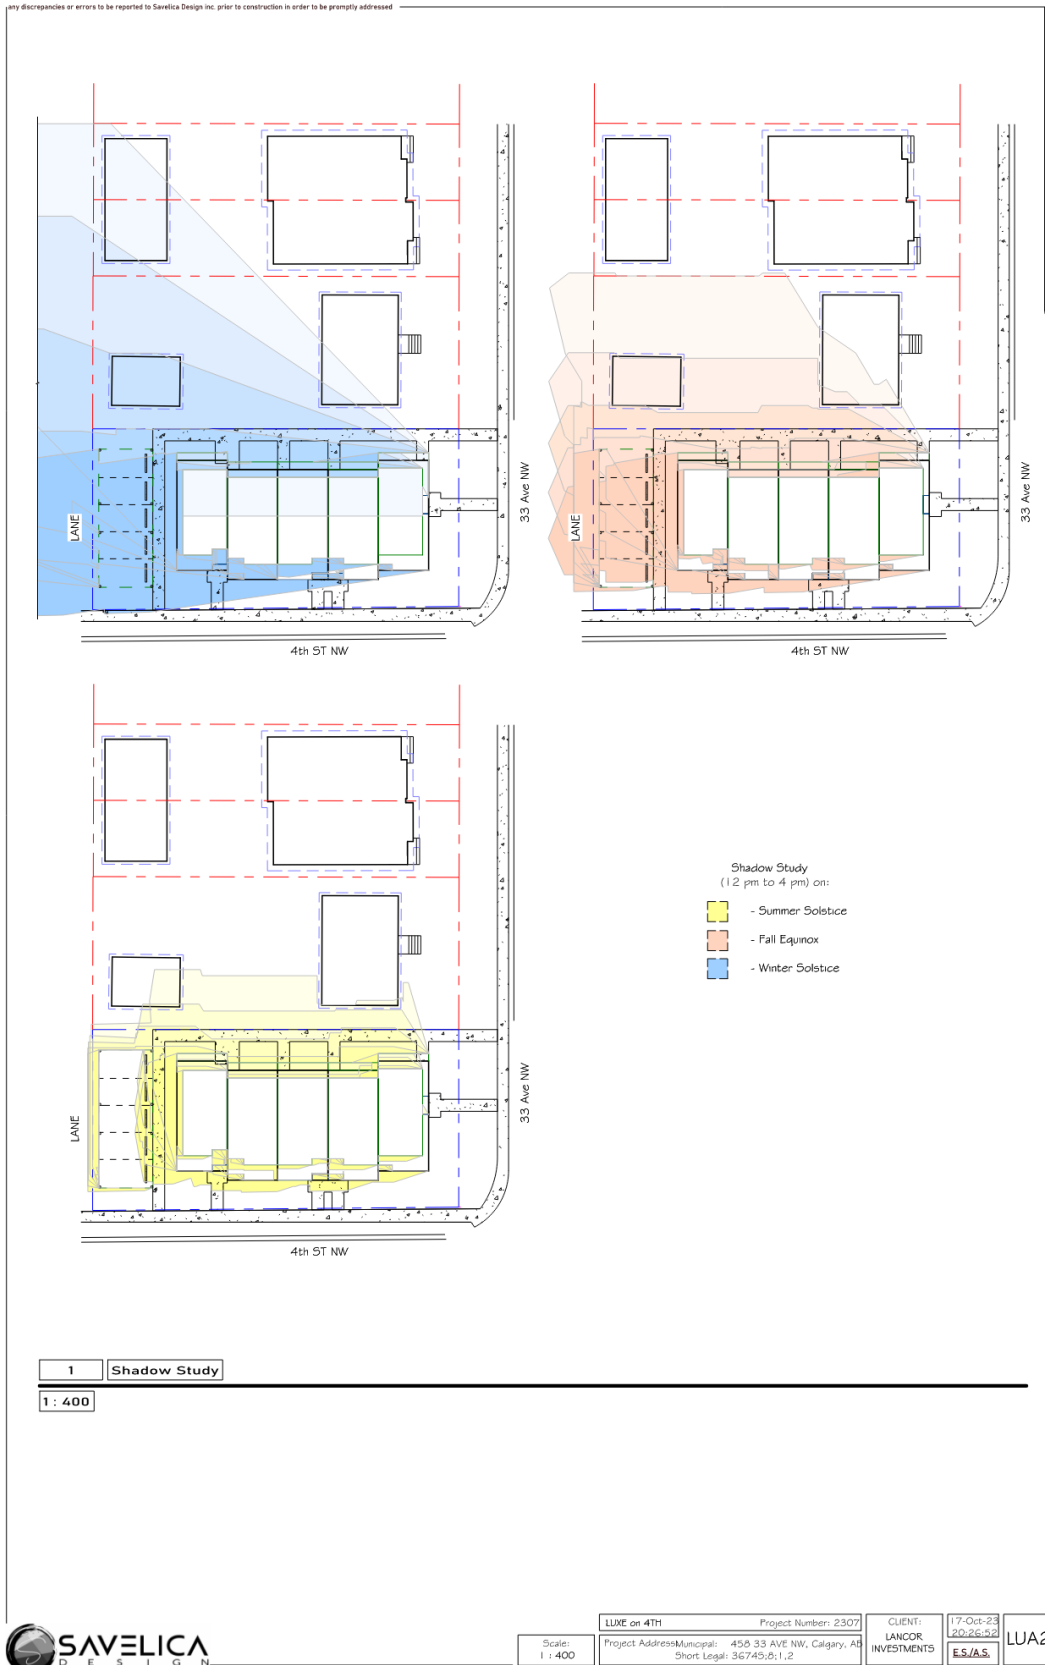 any discrepancies or errors to be reported to Savelica Design inc. prior to construction in order to be promptly addressed
LANE
33 Ave NW
4th ST NW
LANE
33 Ave NW
4th ST NW
LANE
33 Ave NW
4th ST NW
Shadow Study
(12 pm to 4 pm) on:
- Summer Solstice
- Fall Equinox
- Winter Solstice
1 Shadow Study
1 : 400
SAVELICA
DESIGN
Scale:
1 : 400
LUXE on 4TH Project Number: 2307
Project Address Municipal: 458 33 AVE NW, Calgary, AB
Short Legal: 36745;8;1,2
CLIENT:
LANCOR
INVESTMENTS
17-Oct-23
20:26:52
E.S./A.S.
LUA2